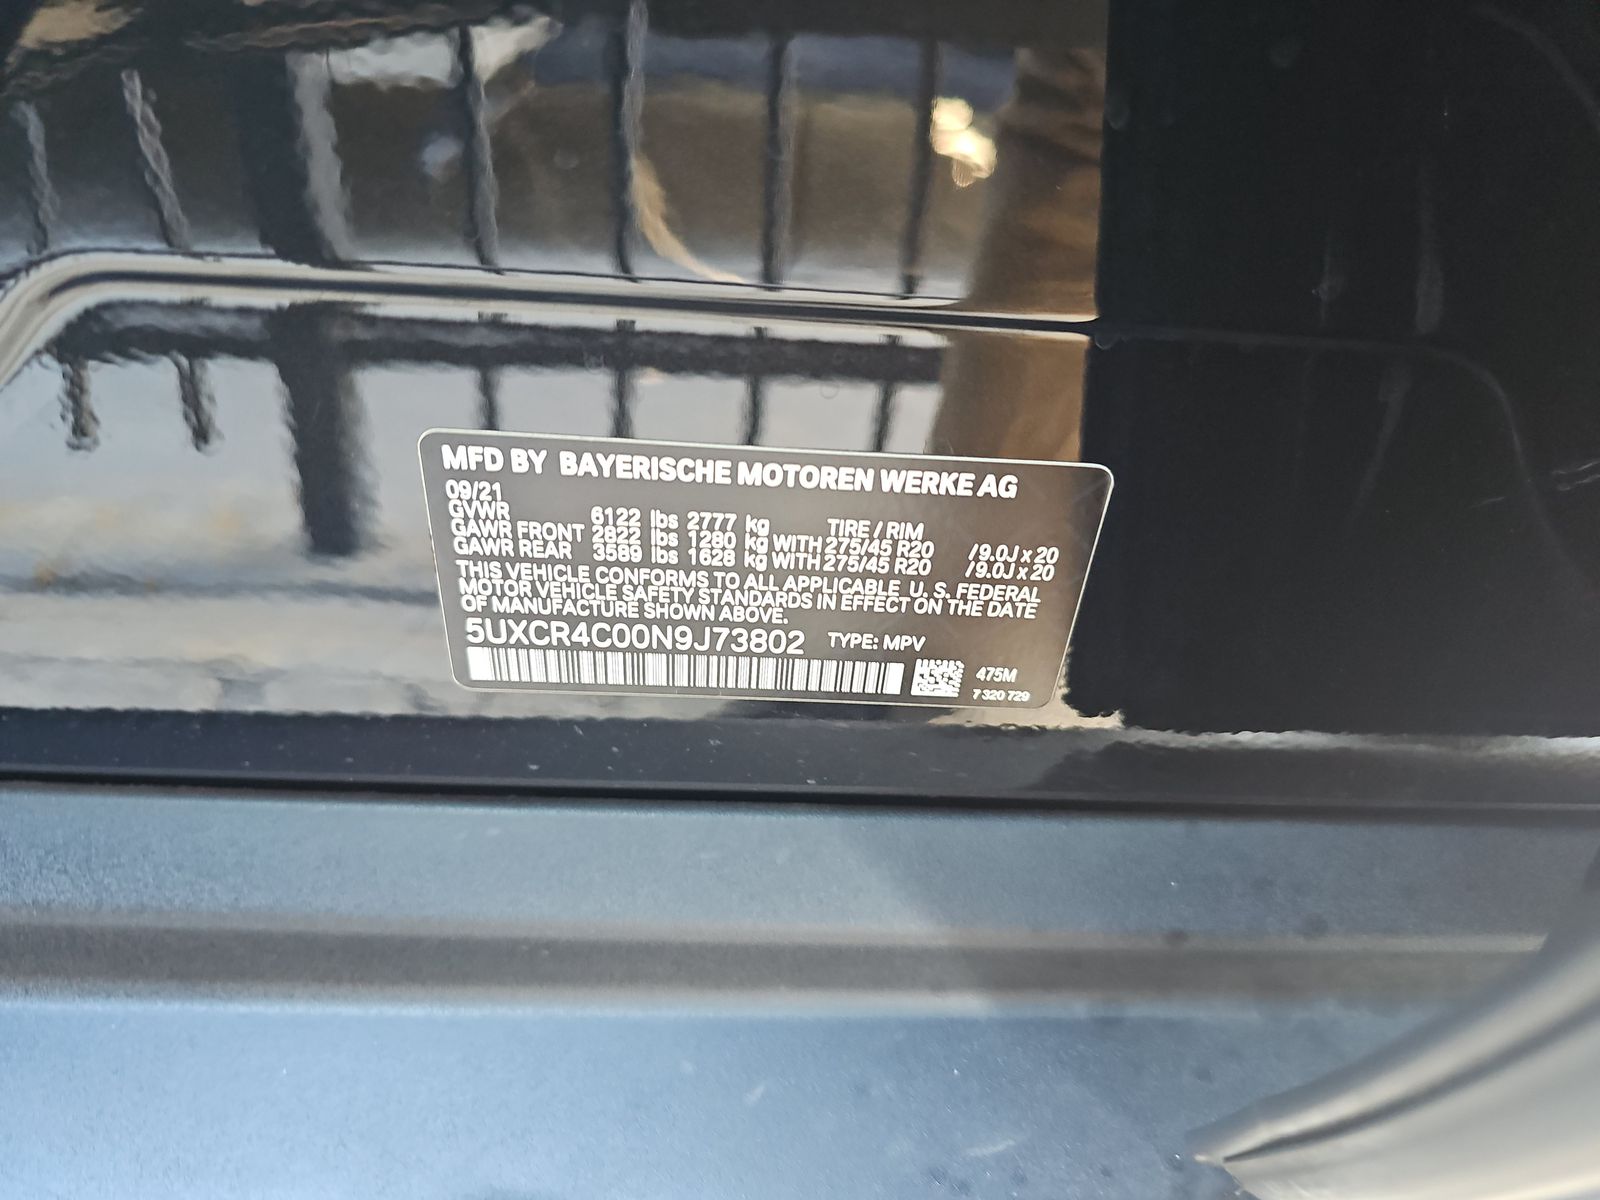 MFD BY BAYERISCHE MOTOREN WERKE AG
09/21
GVWR 6122 lbs 2777 kg TIRE / RIM
GAWR FRONT 2822 lbs 1280 kg WITH 275/45 R20 /9.0J x 20
GAWR REAR 3589 lbs 1628 kg WITH 275/45 R20 /9.0J x 20
THIS VEHICLE CONFORMS TO ALL APPLICABLE U. S. FEDERAL
MOTOR VEHICLE SAFETY STANDARDS IN EFFECT ON THE DATE
OF MANUFACTURE SHOWN ABOVE.
5UXCR4C00N9J73802 TYPE: MPV
475M
7 320 729